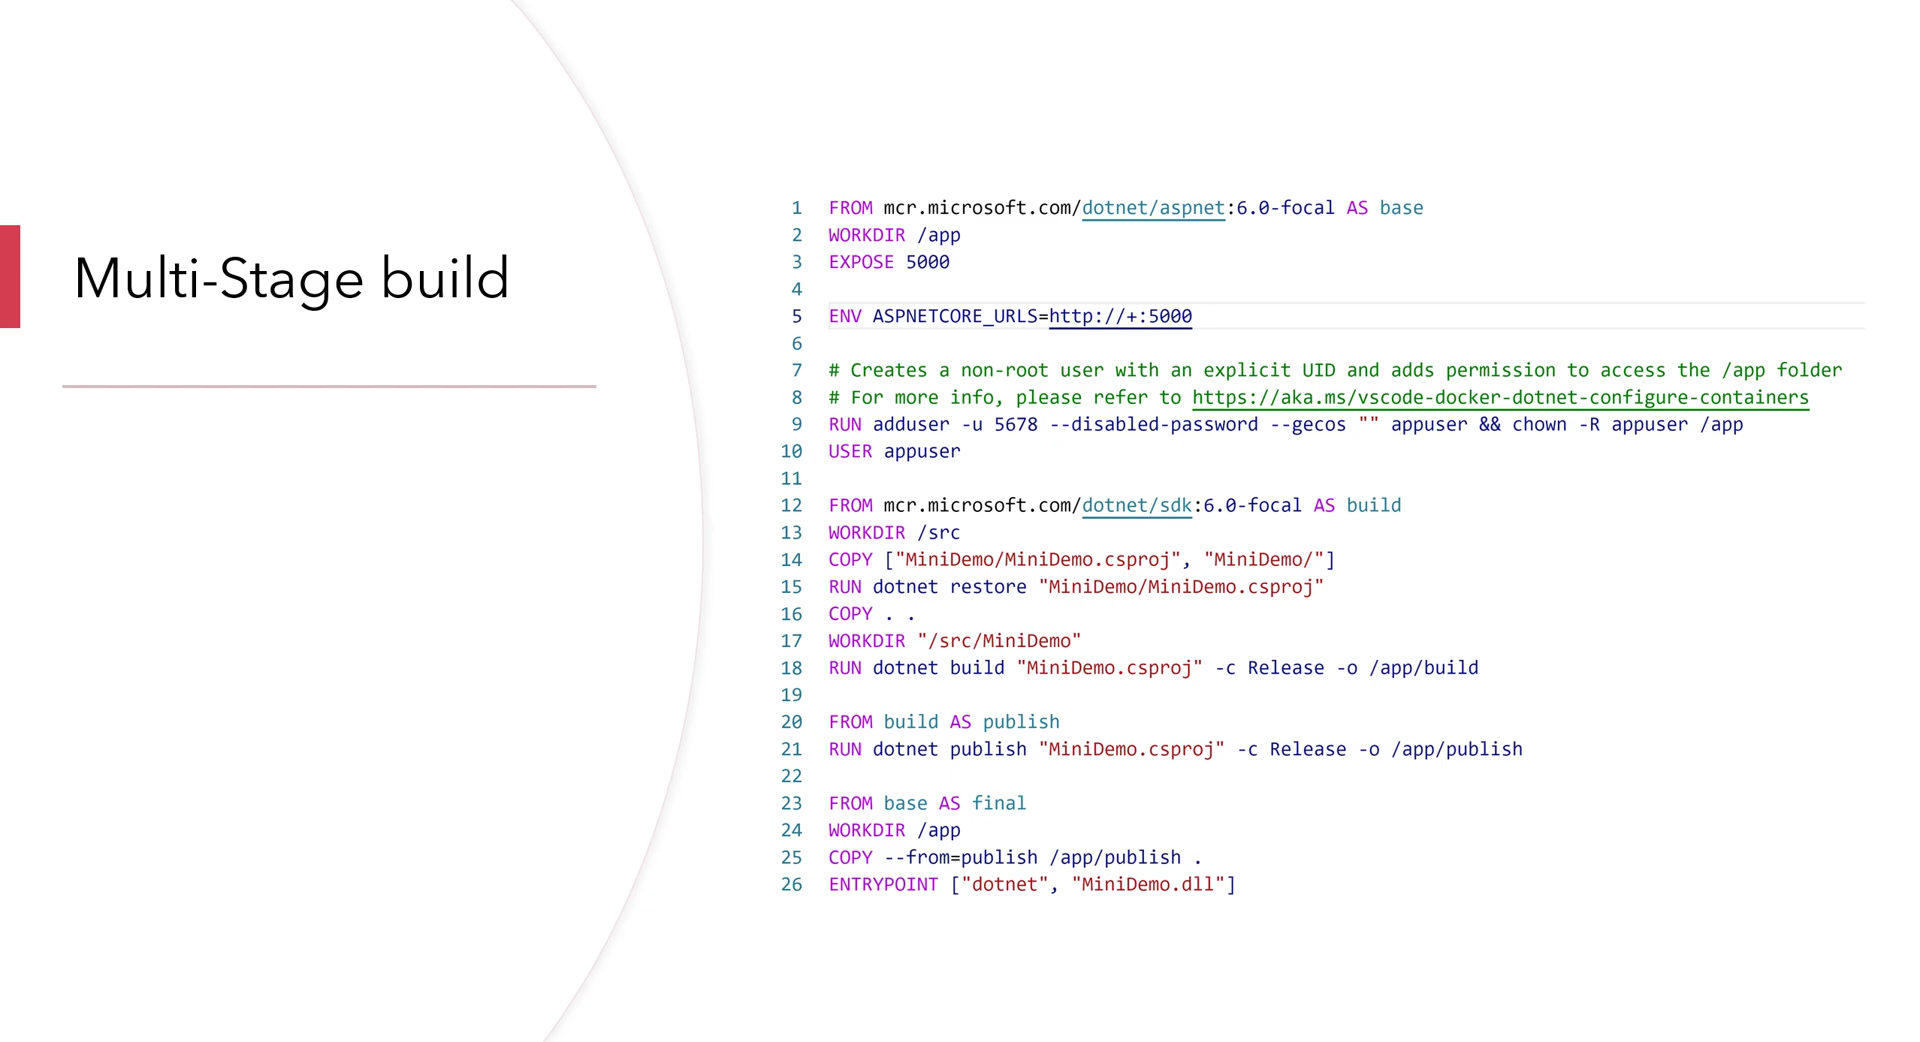 Multi-Stage build
1 FROM mcr.microsoft.com/dotnet/aspnet:6.0-focal AS base
2 WORKDIR /app
3 EXPOSE 5000
4
5 ENV ASPNETCORE_URLS=http://+:5000
6
7 # Creates a non-root user with an explicit UID and adds permission to access the /app folder
8 # For more info, please refer to https://aka.ms/vscode-docker-dotnet-configure-containers
9 RUN adduser -u 5678 --disabled-password --gecos "" appuser && chown -R appuser /app
10 USER appuser
11
12 FROM mcr.microsoft.com/dotnet/sdk:6.0-focal AS build
13 WORKDIR /src
14 COPY ["MiniDemo/MiniDemo.csproj", "MiniDemo/"]
15 RUN dotnet restore "MiniDemo/MiniDemo.csproj"
16 COPY . .
17 WORKDIR "/src/MiniDemo"
18 RUN dotnet build "MiniDemo.csproj" -c Release -o /app/build
19
20 FROM build AS publish
21 RUN dotnet publish "MiniDemo.csproj" -c Release -o /app/publish
22
23 FROM base AS final
24 WORKDIR /app
25 COPY --from=publish /app/publish .
26 ENTRYPOINT ["dotnet", "MiniDemo.dll"]